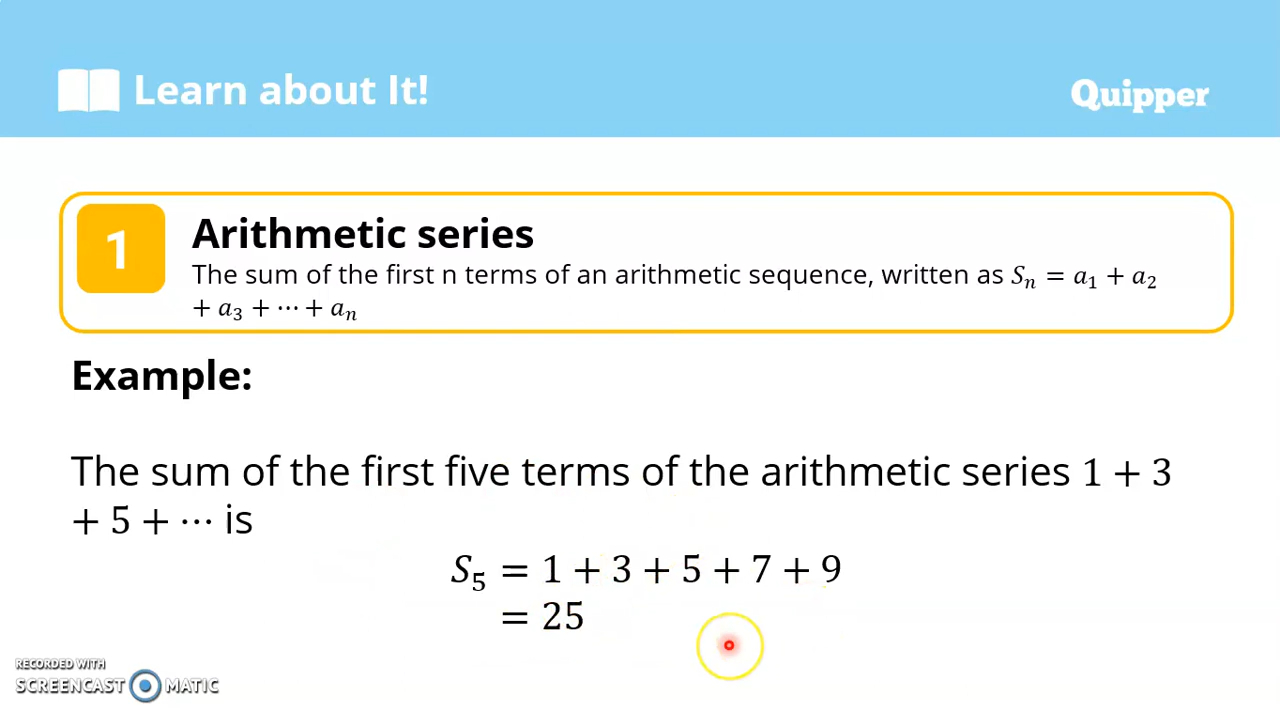 Learn about It!
Quipper
1
Arithmetic series
The sum of the first n terms of an arithmetic sequence, written as Sₙ = a₁ + a₂
+ a₃ + ⋯ + aₙ
Example:
The sum of the first five terms of the arithmetic series 1 + 3
+ 5 + ⋯ is
S₅ = 1 + 3 + 5 + 7 + 9
= 25
RECORDED WITH
SCREENCAST MATIC